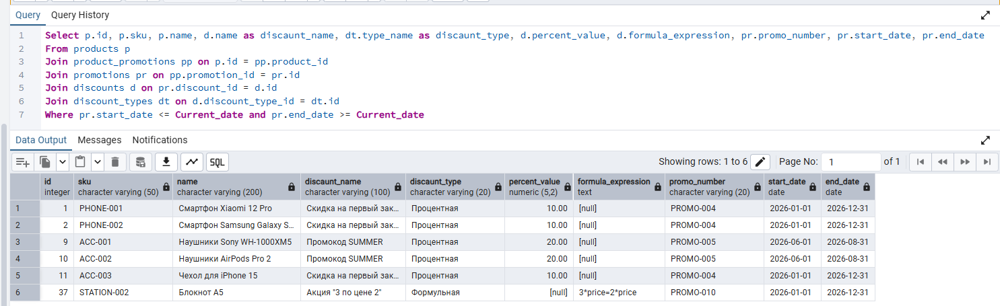 Query Query History
1 Select p.id, p.sku, p.name, d.name as discaunt_name, dt.type_name as discaunt_type, d.percent_value, d.formula_expression, pr.promo_number, pr.start_date, pr.end_date
2 From products p
3 Join product_promotions pp on p.id = pp.product_id
4 Join promotions pr on pp.promotion_id = pr.id
5 Join discounts d on pr.discount_id = d.id
6 Join discount_types dt on d.discount_type_id = dt.id
7 Where pr.start_date <= Current_date and pr.end_date >= Current_date
Data Output Messages Notifications
SQL Showing rows: 1 to 6 Page No: 1 of 1
id sku name discaunt_name discaunt_type percent_value formula_expression promo_number start_date end_date
integer character varying (50) character varying (200) character varying (100) character varying (20) numeric (5,2) text character varying (20) date date
1 1 PHONE-001 Смартфон Xiaomi 12 Pro Скидка на первый зак... Процентная 10.00 [null] PROMO-004 2026-01-01 2026-12-31
2 2 PHONE-002 Смартфон Samsung Galaxy S... Скидка на первый зак... Процентная 10.00 [null] PROMO-004 2026-01-01 2026-12-31
3 9 ACC-001 Наушники Sony WH-1000XM5 Промокод SUMMER Процентная 20.00 [null] PROMO-005 2026-06-01 2026-08-31
4 10 ACC-002 Наушники AirPods Pro 2 Промокод SUMMER Процентная 20.00 [null] PROMO-005 2026-06-01 2026-08-31
5 11 ACC-003 Чехол для iPhone 15 Скидка на первый зак... Процентная 10.00 [null] PROMO-004 2026-01-01 2026-12-31
6 37 STATION-002 Блокнот A5 Акция "3 по цене 2" Формульная [null] 3*price=2*price PROMO-010 2026-01-01 2026-12-31